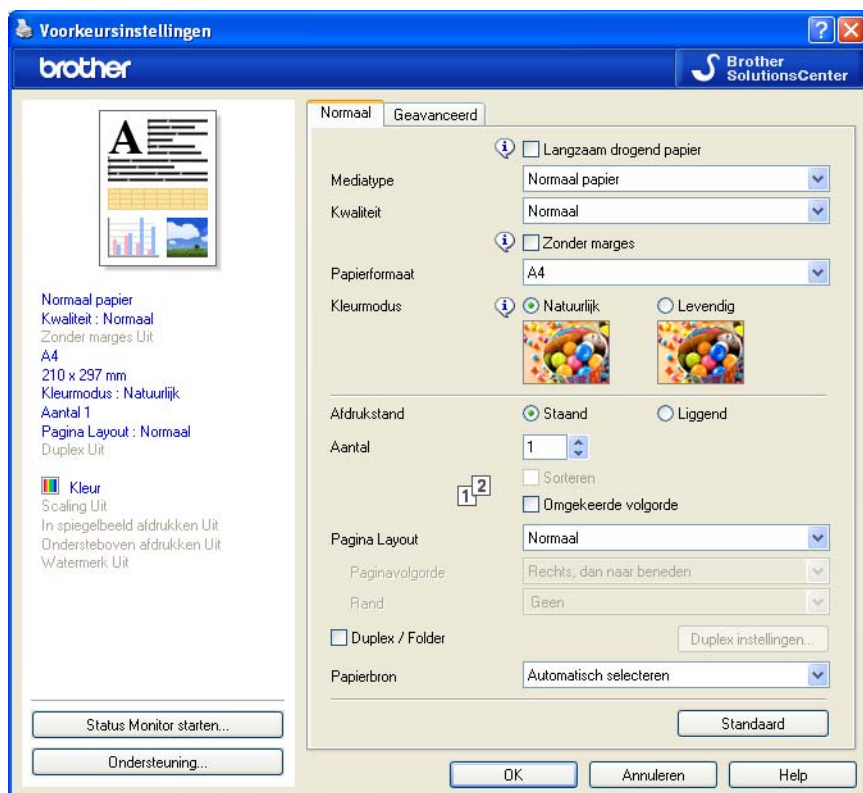 Voorkeursinstellingen
brother
Brother
SolutionsCenter
A
Normaal papier
Kwaliteit : Normaal
Zonder marges Uit
A4
210 x 297 mm
Kleurmodus : Natuurlijk
Aantal 1
Pagina Layout : Normaal
Duplex Uit
Kleur
Scaling Uit
In spiegelbeeld afdrukken Uit
Ondersteboven afdrukken Uit
Watermerk Uit
Status Monitor starten...
Ondersteuning...
Normaal Geavanceerd
Langzaam drogend papier
Mediatype Normaal papier
Kwaliteit Normaal
Zonder marges
Papierformaat A4
Kleurmodus Natuurlijk Levendig
Afdrukstand Staand Liggend
Aantal 1
Sorteren
1 2
Omgekeerde volgorde
Pagina Layout Normaal
Paginavolgorde Rechts, dan naar beneden
Rand Geen
Duplex / Folder Duplex instellingen...
Papierbron Automatisch selecteren
Standaard
OK Annuleren Help